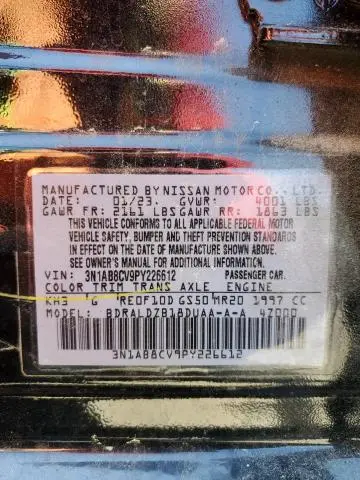 MANUFACTURED BY NISSAN MOTOR CO., LTD.
DATE: 01/23. GVWR: 4001 LBS
GAWR FR: 2161 LBS GAWR RR: 1863 LBS
THIS VEHICLE CONFORMS TO ALL APPLICABLE FEDERAL MOTOR
VEHICLE SAFETY, BUMPER AND THEFT PREVENTION STANDARDS
IN EFFECT ON THE DATE OF MANUFACTURE SHOWN ABOVE.
SEE OWNER'S MANUAL FOR ADDITIONAL INFORMATION.
VIN: 3N1AB8CV9PY226612 PASSENGER CAR.
COLOR TRIM TRANS AXLE ENGINE
KH3 G RE0F10D GS50 MR20 1997 CC
MODEL: BDRALDZB18DUAA-A-A 47000
3N1AB8CV9PY226612